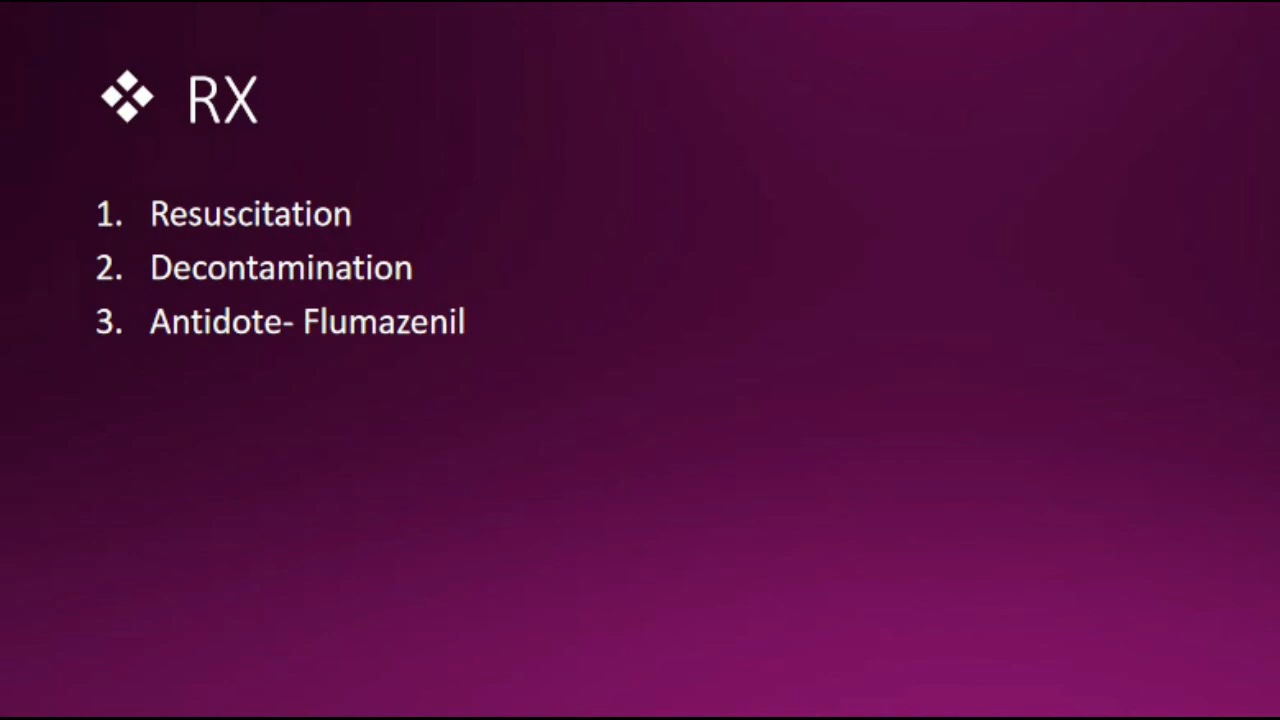 ❖ RX
1. Resuscitation
2. Decontamination
3. Antidote- Flumazenil